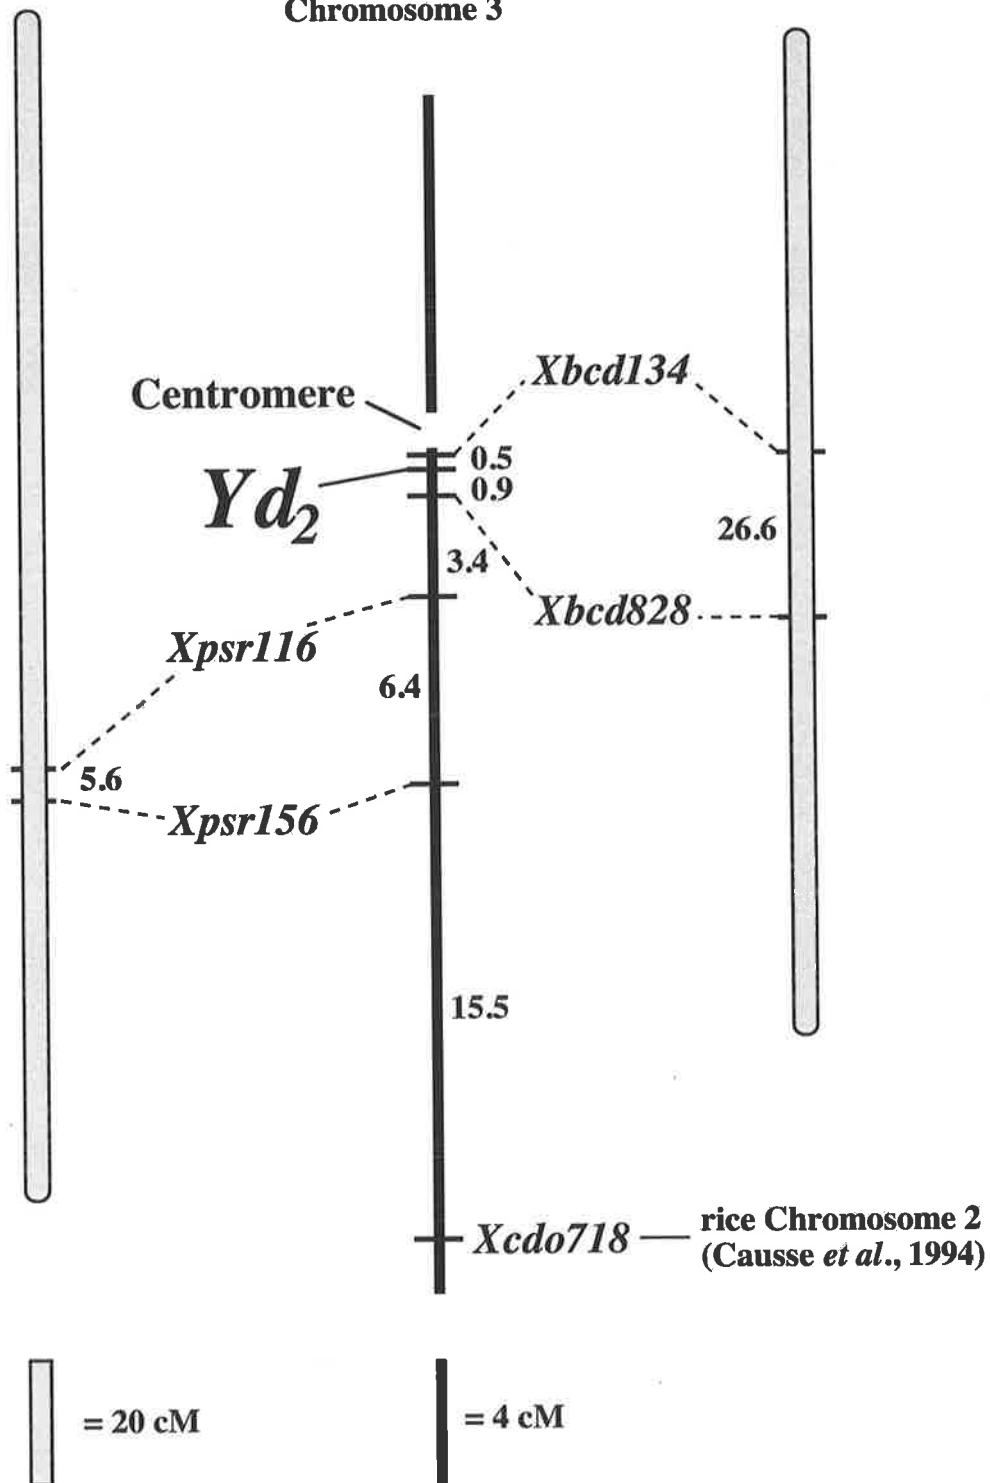 Chromosome 3
Xbcd134
Centromere
0.5
Yd2
0.9
26.6
3.4
Xbcd828
Xpsr116
6.4
5.6
Xpsr156
15.5
Xcdo718
rice Chromosome 2
(Causse et al., 1994)
= 20 cM
= 4 cM